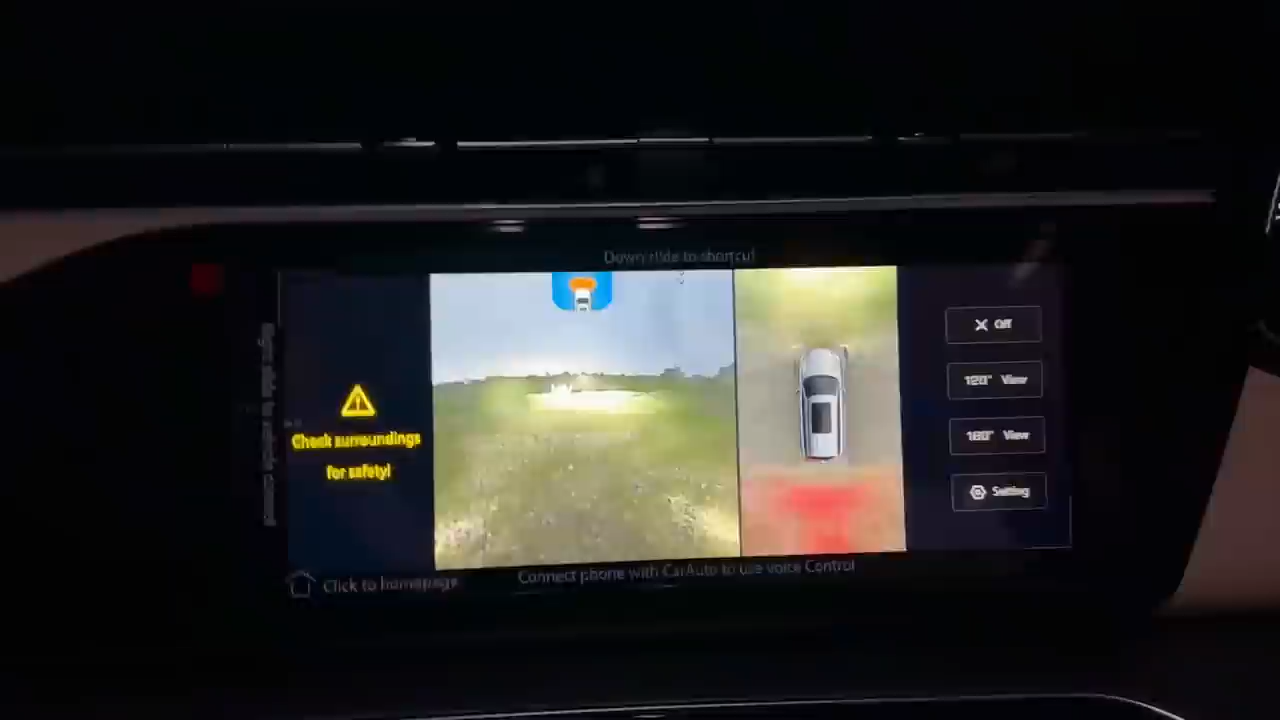 Down slide to shortcut
Check surroundings
for safety!
Off
120° View
180° View
Setting
Click to homepage
Connect phone with CarAuto to use voice Control